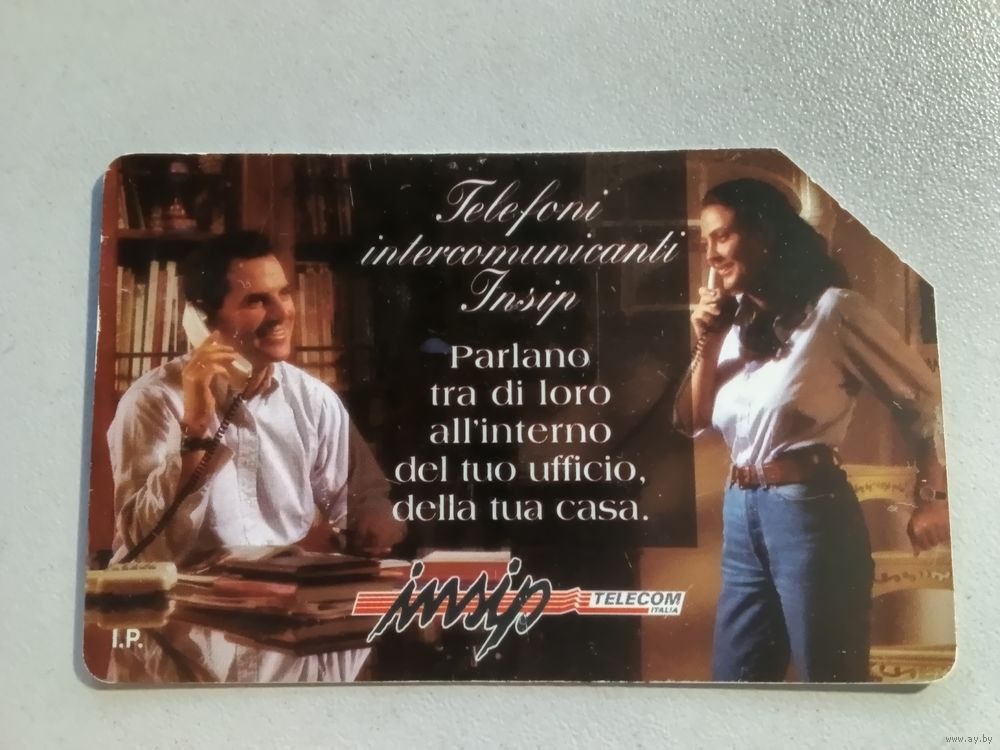 Telefoni
intercomunicanti
Insip
Parlano
tra di loro
all'interno
del tuo ufficio,
della tua casa.
insip
TELECOM
ITALIA
I.P.
www.ay.by